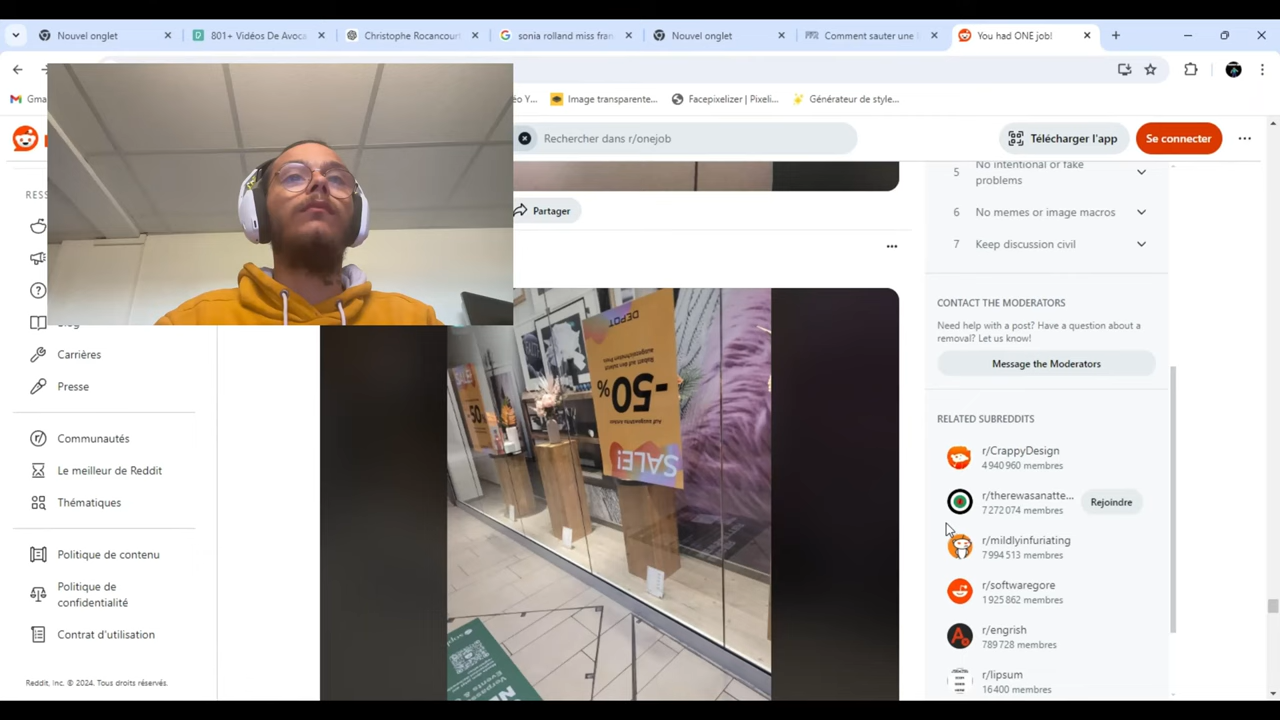 Nouvel onglet
801+ Vidéos De Avoca
Christophe Rocancourt
sonia rolland miss fran
Nouvel onglet
Comment sauter une
You had ONE job!
Gma
éo Y...
Image transparente...
Facepixelizer | Pixeli...
Générateur de style...
Rechercher dans r/onejob
Télécharger l'app
Se connecter
RESS
Carrières
Presse
Communautés
Le meilleur de Reddit
Thématiques
Politique de contenu
Politique de
confidentialité
Contrat d'utilisation
Reddit, Inc. © 2024. Tous droits réservés.
Partager
DEPOT
-50%
SALE!
5 No intentional or fake
problems
6 No memes or image macros
7 Keep discussion civil
CONTACT THE MODERATORS
Need help with a post? Have a question about a
removal? Let us know!
Message the Moderators
RELATED SUBREDDITS
r/CrappyDesign
4 940 960 membres
r/therewasanatte...
7 272 074 membres
Rejoindre
r/mildlyinfuriating
7 994 513 membres
r/softwaregore
1 925 862 membres
r/engrish
789 728 membres
r/lipsum
16 400 membres